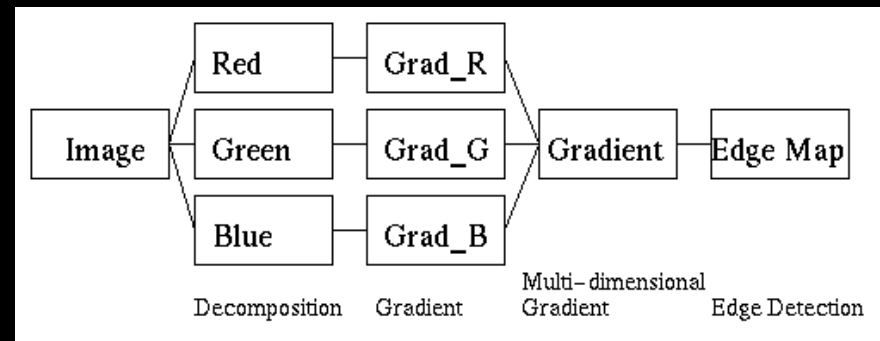 Red
Grad_R
Image
Green
Grad_G
Gradient
Edge Map
Blue
Grad_B
Decomposition
Gradient
Multi-dimensional
Gradient
Edge Detection